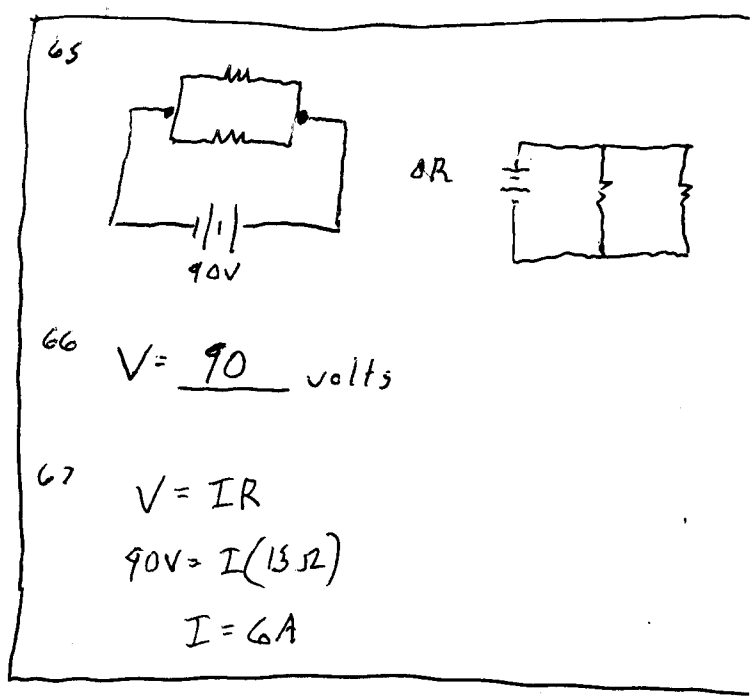 65
90V
OR
66 V = 90 volts
67 V = IR
90V = I(15 Ω)
I = 6A